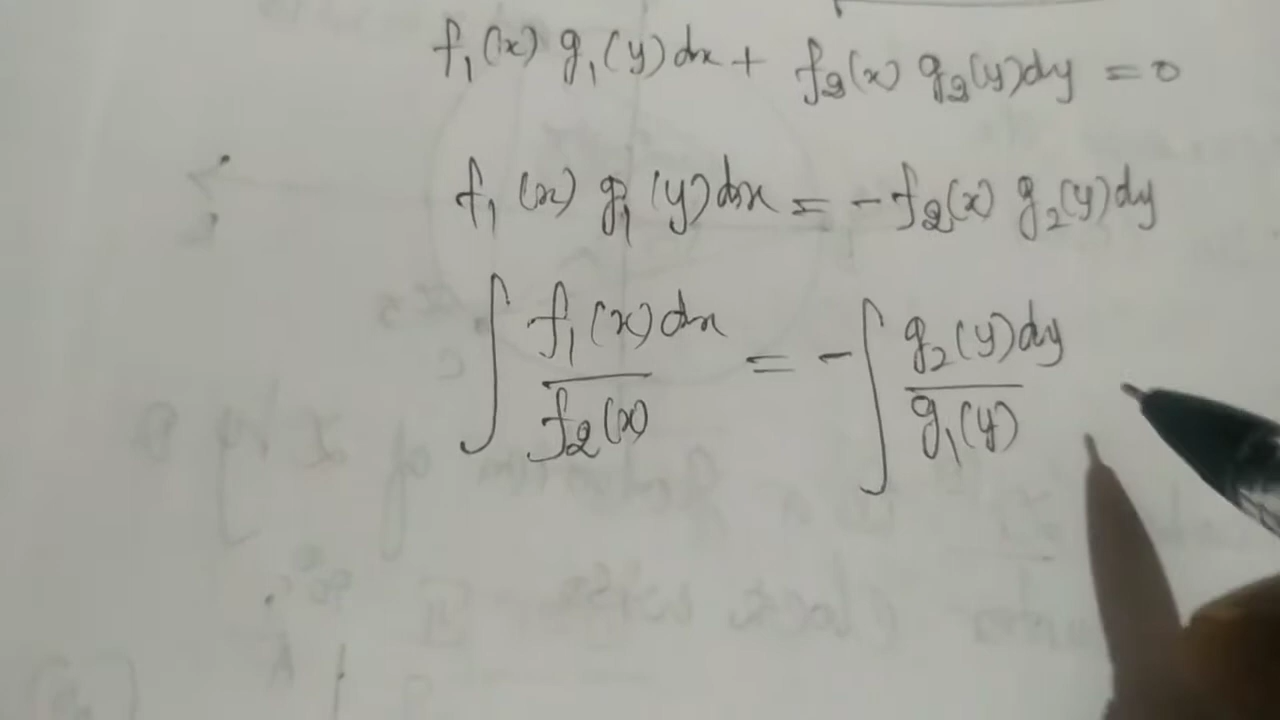 f₁(x) g₁(y)dx + f₂(x) g₂(y)dy = 0
f₁(x) g₁(y)dx = -f₂(x) g₂(y)dy
∫ f₁(x)dx / f₂(x) = -∫ g₂(y)dy / g₁(y)